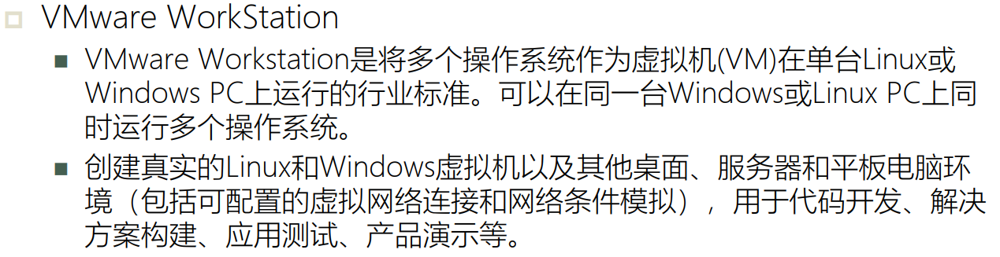 VMware WorkStation
VMware Workstation是将多个操作系统作为虚拟机(VM)在单台Linux或
Windows PC上运行的行业标准。可以在同一台Windows或Linux PC上同
时运行多个操作系统。
创建真实的Linux和Windows虚拟机以及其他桌面、服务器和平板电脑环
境（包括可配置的虚拟网络连接和网络条件模拟），用于代码开发、解决
方案构建、应用测试、产品演示等。